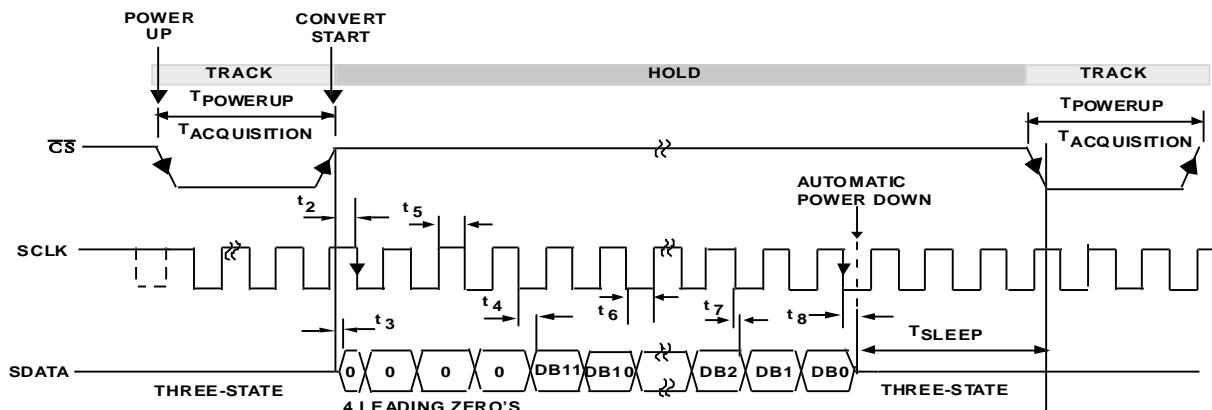 POWER UP
CONVERT START
TRACK
HOLD
TRACK
TPOWERUP
TACQUISITION
TPOWERUP
TACQUISITION
CS
AUTOMATIC POWER DOWN
t2
t5
SCLK
t4
t6
t7
t8
t3
TSLEEP
SDATA
0 0 0 0 DB11 DB10 DB2 DB1 DB0
THREE-STATE
THREE-STATE
4 LEADING ZERO'S